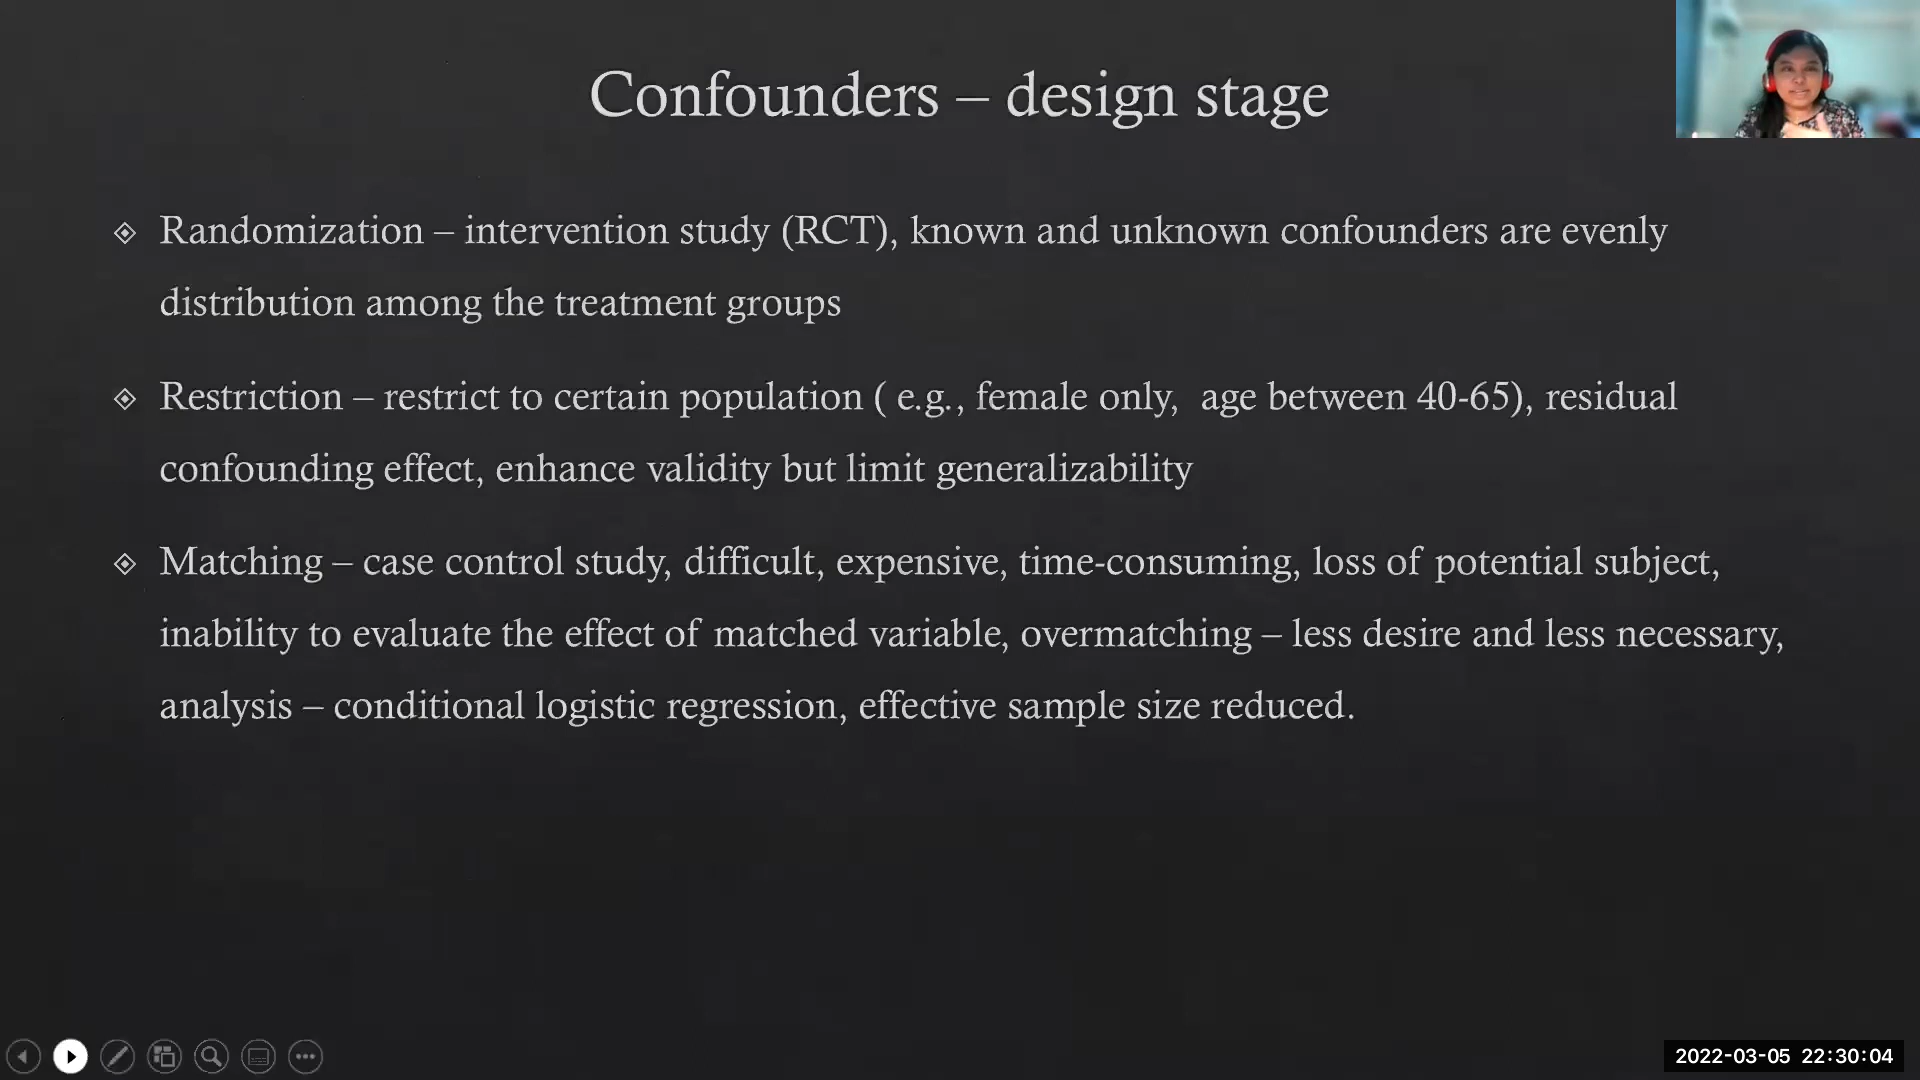 Confounders – design stage
Randomization – intervention study (RCT), known and unknown confounders are evenly
distribution among the treatment groups
Restriction – restrict to certain population ( e.g., female only,  age between 40-65), residual
confounding effect, enhance validity but limit generalizability
Matching – case control study, difficult, expensive, time-consuming, loss of potential subject,
inability to evaluate the effect of matched variable, overmatching – less desire and less necessary,
analysis – conditional logistic regression, effective sample size reduced.
2022-03-05 22:30:04